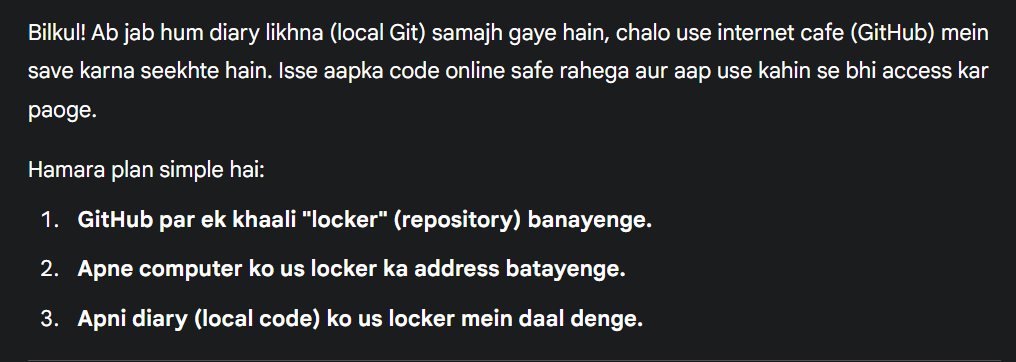 Bilkul! Ab jab hum diary likhna (local Git) samajh gaye hain, chalo use internet cafe (GitHub) mein
save karna seekhte hain. Isse aapka code online safe rahega aur aap use kahin se bhi access kar
paoge.
Hamara plan simple hai:
1. GitHub par ek khaali "locker" (repository) banayenge.
2. Apne computer ko us locker ka address batayenge.
3. Apni diary (local code) ko us locker mein daal denge.